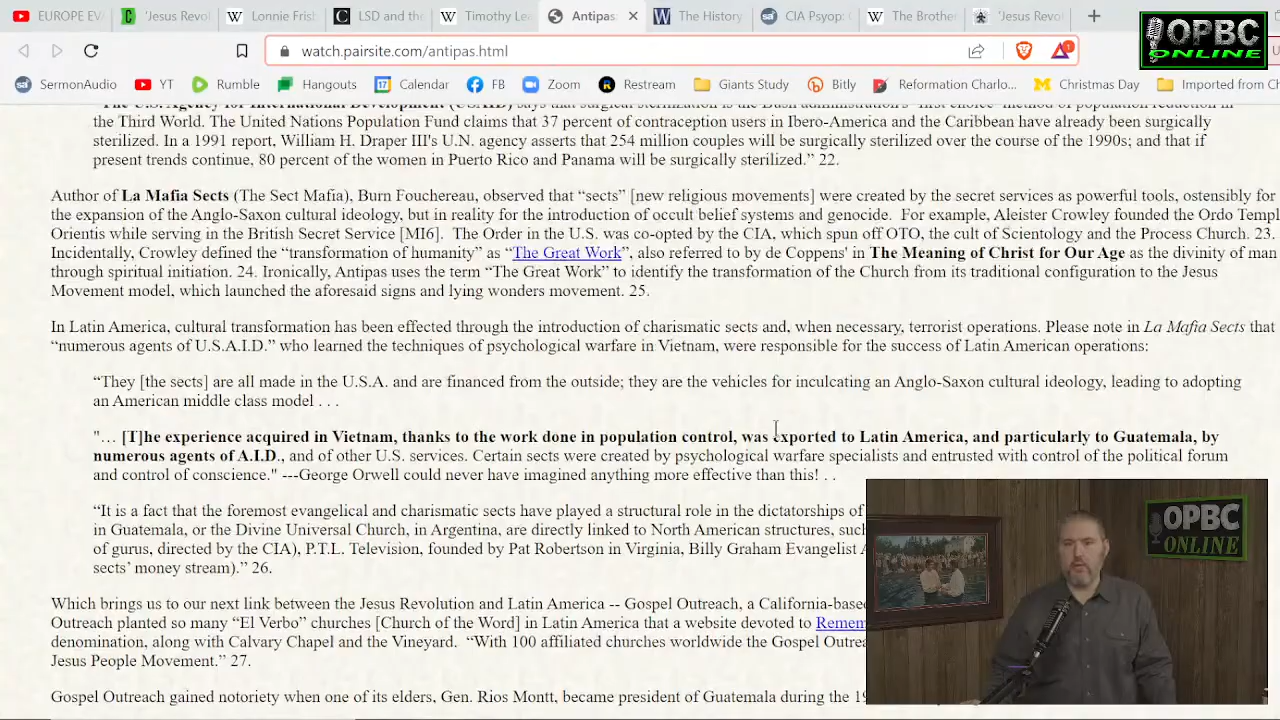 EUROPE EV
'Jesus Revol
Lonnie Frisb
LSD and the
Timothy Lea
Antipas:
The History
CIA Psyop:
The Brother
'Jesus Revo
OPBC
ONLINE
watch.pairsite.com/antipas.html
1
SermonAudio
YT
Rumble
Hangouts
17
Calendar
FB
Zoom
Restream
Giants Study
Bitly
Reformation Charlo...
Christmas Day
Imported from C
The U.S. Agency for International Development (USAID) says that surgical sterilization is the Bush administration's "first choice" method of population reduction in
the Third World. The United Nations Population Fund claims that 37 percent of contraception users in Ibero-America and the Caribbean have already been surgically
sterilized. In a 1991 report, William H. Draper III's U.N. agency asserts that 254 million couples will be surgically sterilized over the course of the 1990s; and that if
present trends continue, 80 percent of the women in Puerto Rico and Panama will be surgically sterilized.” 22.
Author of La Mafia Sects (The Sect Mafia), Burn Fouchereau, observed that “sects” [new religious movements] were created by the secret services as powerful tools, ostensibly for
the expansion of the Anglo-Saxon cultural ideology, but in reality for the introduction of occult belief systems and genocide. For example, Aleister Crowley founded the Ordo Templ
Orientis while serving in the British Secret Service [MI6]. The Order in the U.S. was co-opted by the CIA, which spun off OTO, the cult of Scientology and the Process Church. 23.
Incidentally, Crowley defined the “transformation of humanity” as “The Great Work”, also referred to by de Coppens' in The Meaning of Christ for Our Age as the divinity of man
through spiritual initiation. 24. Ironically, Antipas uses the term “The Great Work” to identify the transformation of the Church from its traditional configuration to the Jesus
Movement model, which launched the aforesaid signs and lying wonders movement. 25.
In Latin America, cultural transformation has been effected through the introduction of charismatic sects and, when necessary, terrorist operations. Please note in La Mafia Sects that
“numerous agents of U.S.A.I.D.” who learned the techniques of psychological warfare in Vietnam, were responsible for the success of Latin American operations:
“They [the sects] are all made in the U.S.A. and are financed from the outside; they are the vehicles for inculcating an Anglo-Saxon cultural ideology, leading to adopting
an American middle class model . . .
"… [T]he experience acquired in Vietnam, thanks to the work done in population control, was exported to Latin America, and particularly to Guatemala, by
numerous agents of A.I.D., and of other U.S. services. Certain sects were created by psychological warfare specialists and entrusted with control of the political forum
and control of conscience." ---George Orwell could never have imagined anything more effective than this! . .
“It is a fact that the foremost evangelical and charismatic sects have played a structural role in the dictatorships of
in Guatemala, or the Divine Universal Church, in Argentina, are directly linked to North American structures, suc
of gurus, directed by the CIA), P.T.L. Television, founded by Pat Robertson in Virginia, Billy Graham Evangelist A
sects’ money stream).” 26.
Which brings us to our next link between the Jesus Revolution and Latin America -- Gospel Outreach, a California-base
Outreach planted so many “El Verbo” churches [Church of the Word] in Latin America that a website devoted to Remem
denomination, along with Calvary Chapel and the Vineyard. “With 100 affiliated churches worldwide the Gospel Outrea
Jesus People Movement.” 27.
Gospel Outreach gained notoriety when one of its elders, Gen. Rios Montt, became president of Guatemala during the 19
OPBC
ONLINE